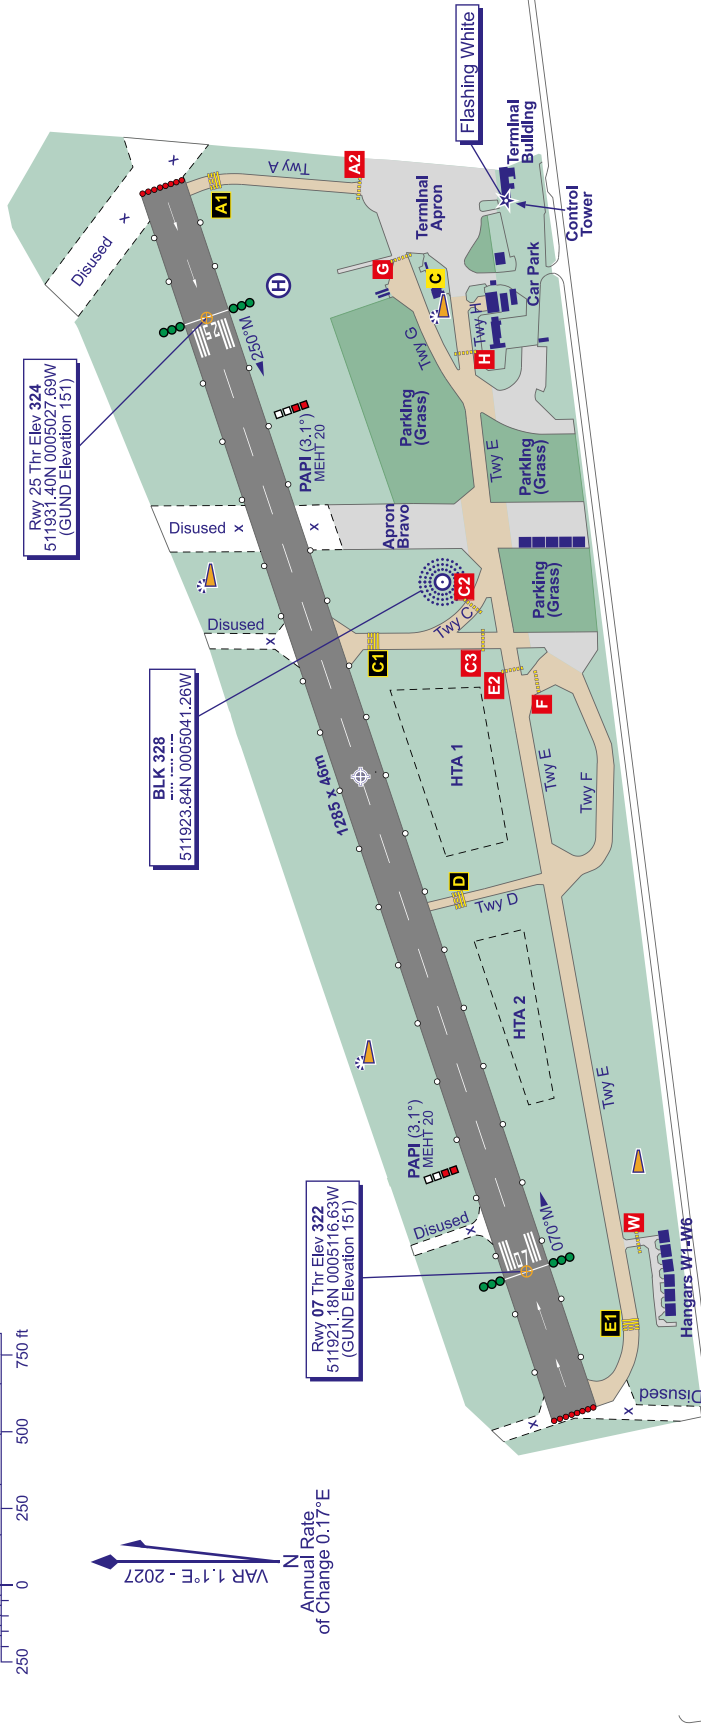 Flashing White
Terminal
Building
Control
Tower
Car Park
Terminal
Apron
A2
Twy A
A1
G
C
H
Twy H
Twy G
H
Disused
x
x
25
250°M
Rwy 25 Thr Elev 324
511931.40N 0005027.69W
(GUND Elevation 151)
PAPI (3.1°)
MEHT 20
Parking
(Grass)
Twy E
Parking
(Grass)
Disused
x
x
Apron
Bravo
C2
Twy C
Parking
(Grass)
Disused
x
C1
C3
E2
F
BLK 328
511923.84N 0005041.26W
1285 x 46m
HTA 1
Twy E
Twy F
D
Twy D
HTA 2
Twy E
PAPI (3.1°)
MEHT 20
Disused
x
07
070°M
Rwy 07 Thr Elev 322
511921.18N 0005116.63W
(GUND Elevation 151)
W
Hangars W1-W6
E1
Disused
x
x
750 ft
500
250
0
250
VAR 1.1°E - 2027
N
Annual Rate
of Change 0.17°E